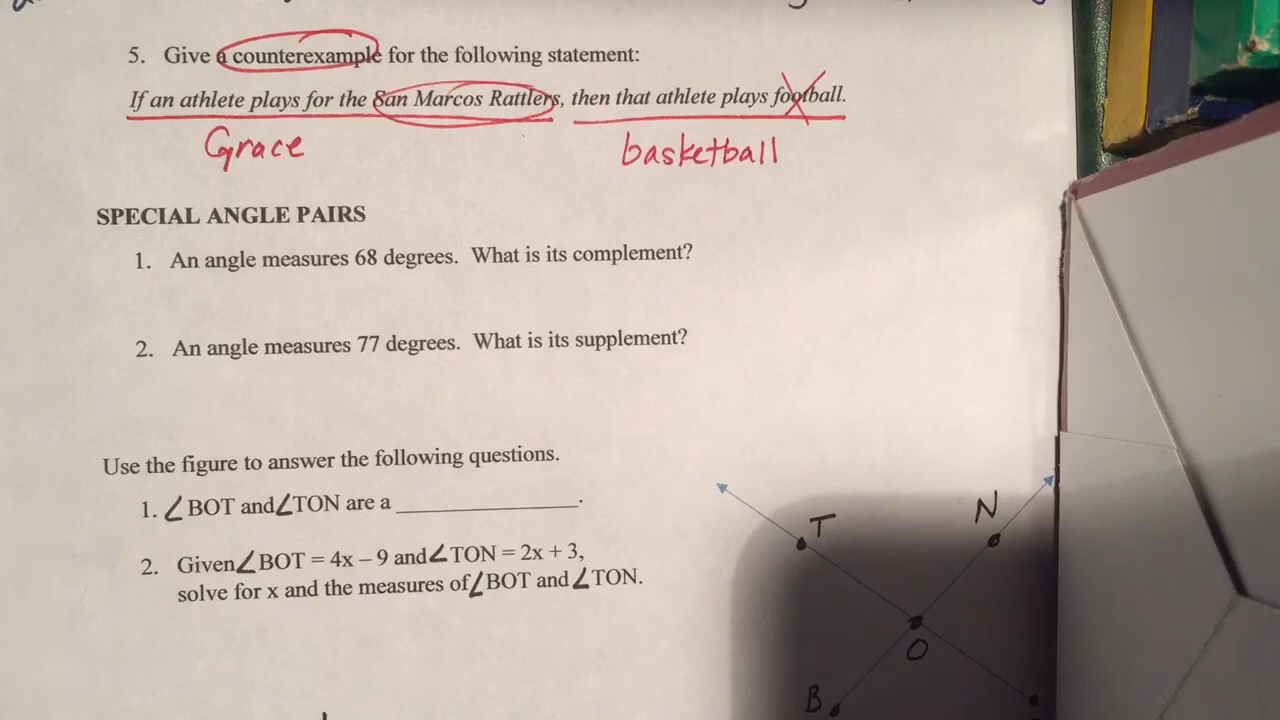 5. Give a counterexample for the following statement:
If an athlete plays for the San Marcos Rattlers, then that athlete plays football.
Grace basketball
SPECIAL ANGLE PAIRS
1. An angle measures 68 degrees. What is its complement?
2. An angle measures 77 degrees. What is its supplement?
Use the figure to answer the following questions.
1. ∠BOT and∠TON are a ____________.
2. Given∠BOT = 4x – 9 and∠TON = 2x + 3,
solve for x and the measures of∠BOT and∠TON.
T
N
O
B